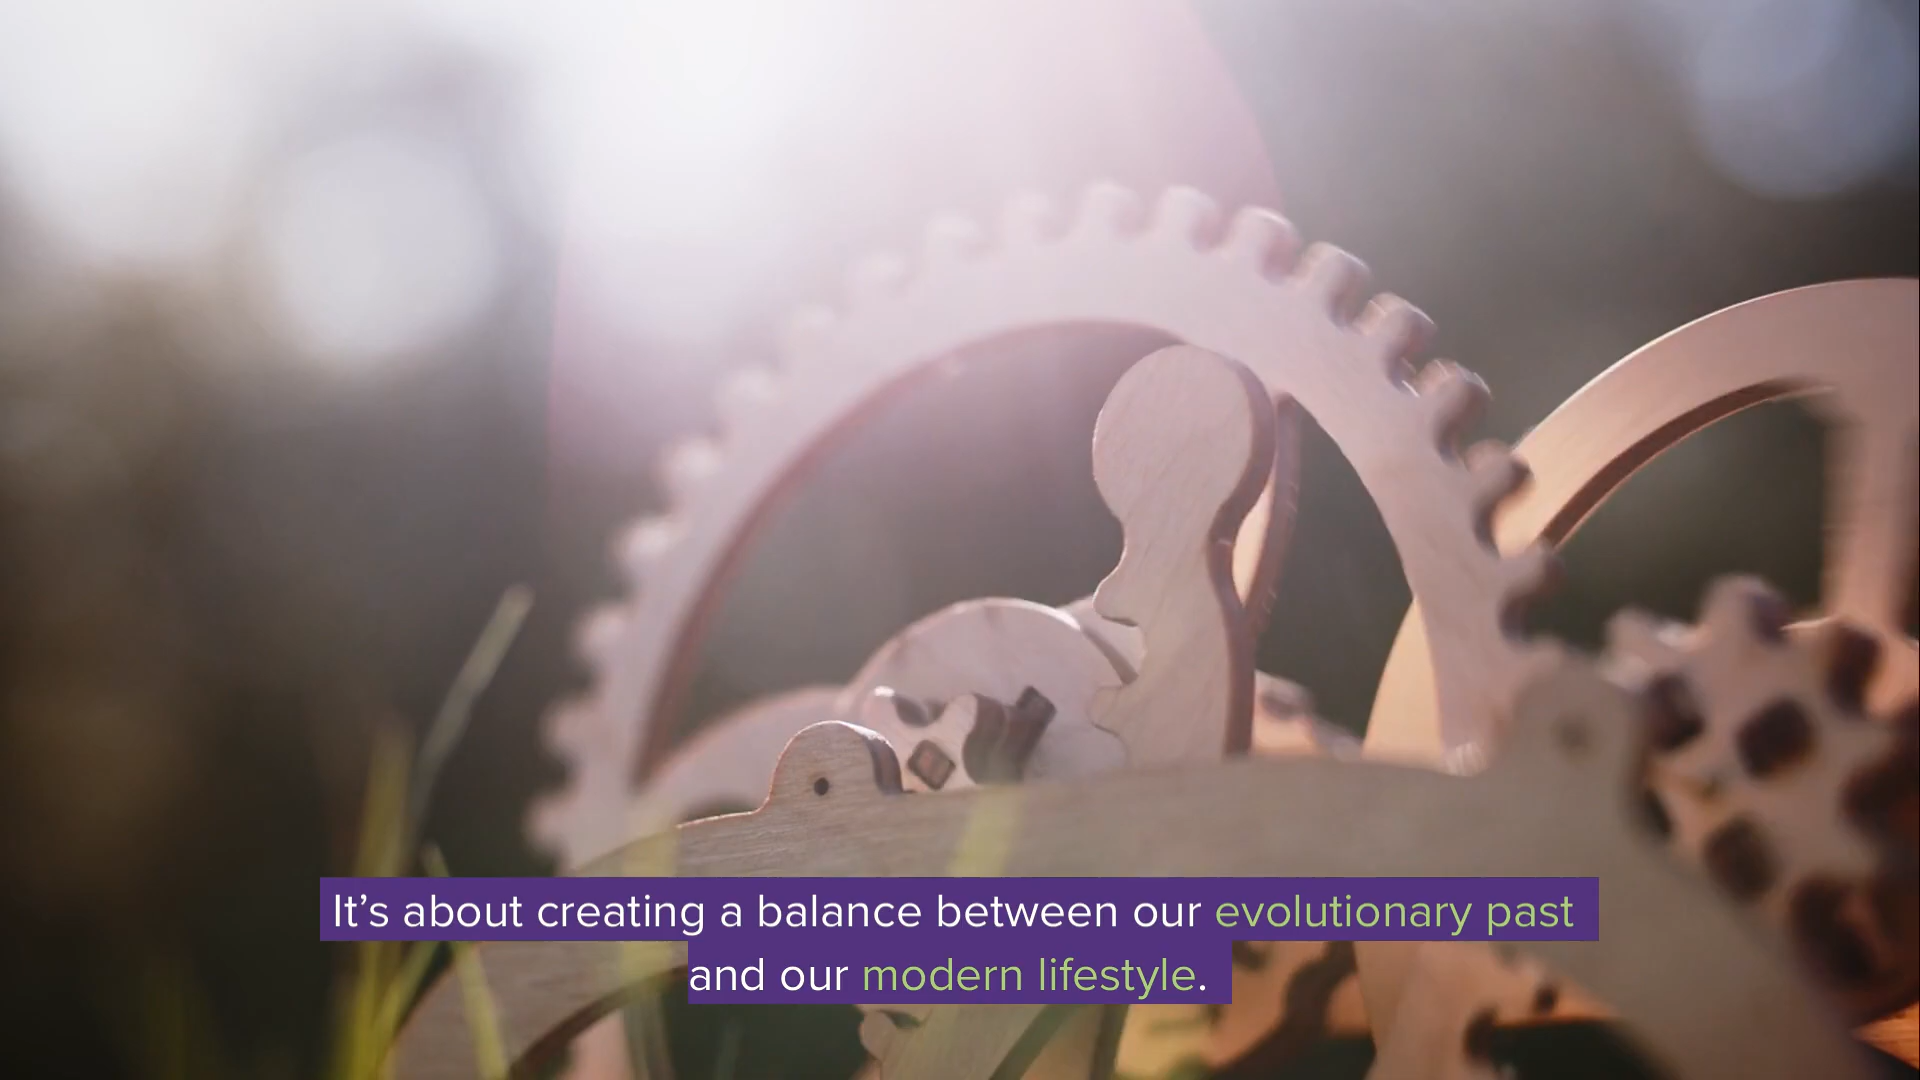 It’s about creating a balance between our evolutionary past
and our modern lifestyle.